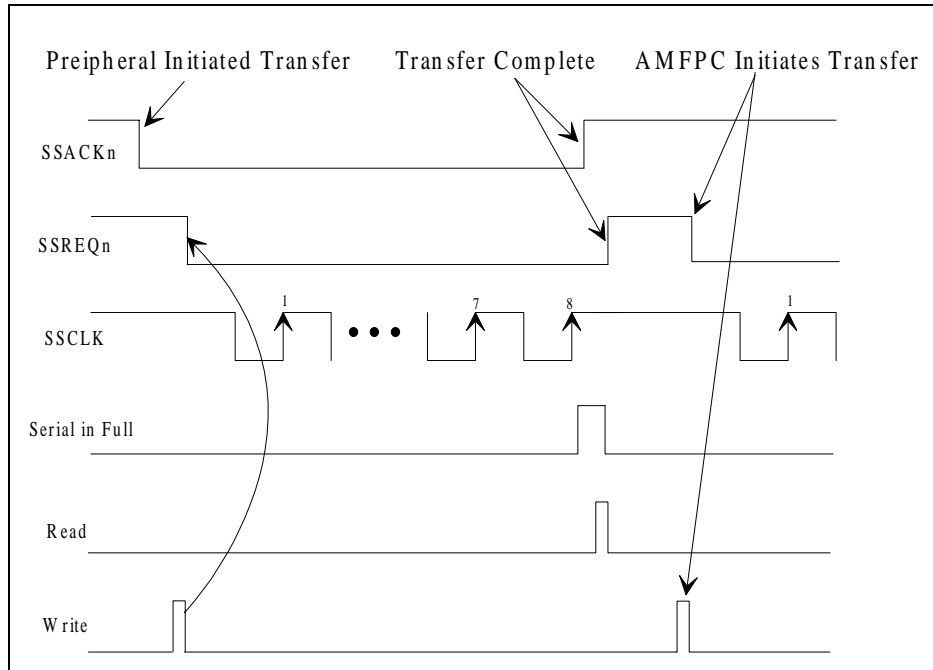 Preipheral Initiated Transfer
Transfer Complete
AMFPC Initiates Transfer
SSACKn
SSREQn
1
7
8
1
SSCLK
Serial in Full
Read
Write